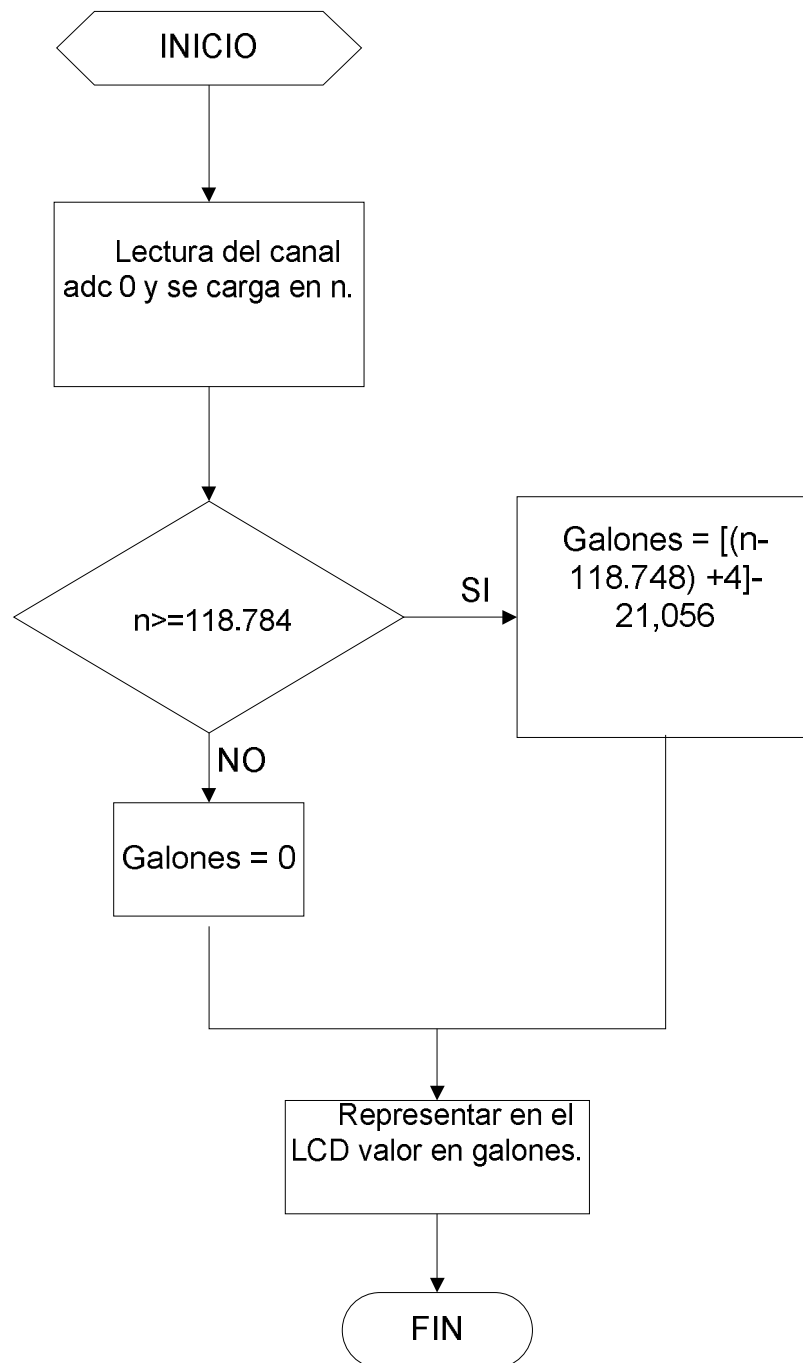 INICIO
Lectura del canal
adc 0 y se carga en n.
n>=118.784
SI
Galones = [(n-
118.748) +4]-
21,056
NO
Galones = 0
Representar en el
LCD valor en galones.
FIN